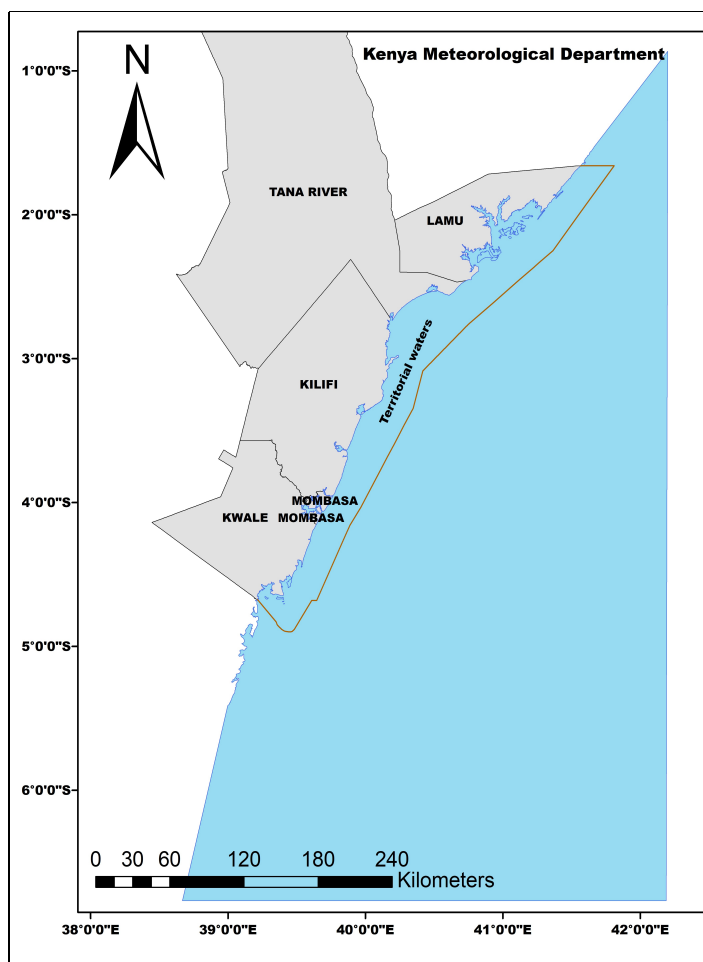 Kenya Meteorological Department
N
1°0'0"S
2°0'0"S
3°0'0"S
4°0'0"S
5°0'0"S
6°0'0"S
TANA RIVER
LAMU
KILIFI
Territorial waters
MOMBASA
KWALE MOMBASA
0 30 60 120 180 240
Kilometers
38°0'0"E 39°0'0"E 40°0'0"E 41°0'0"E 42°0'0"E